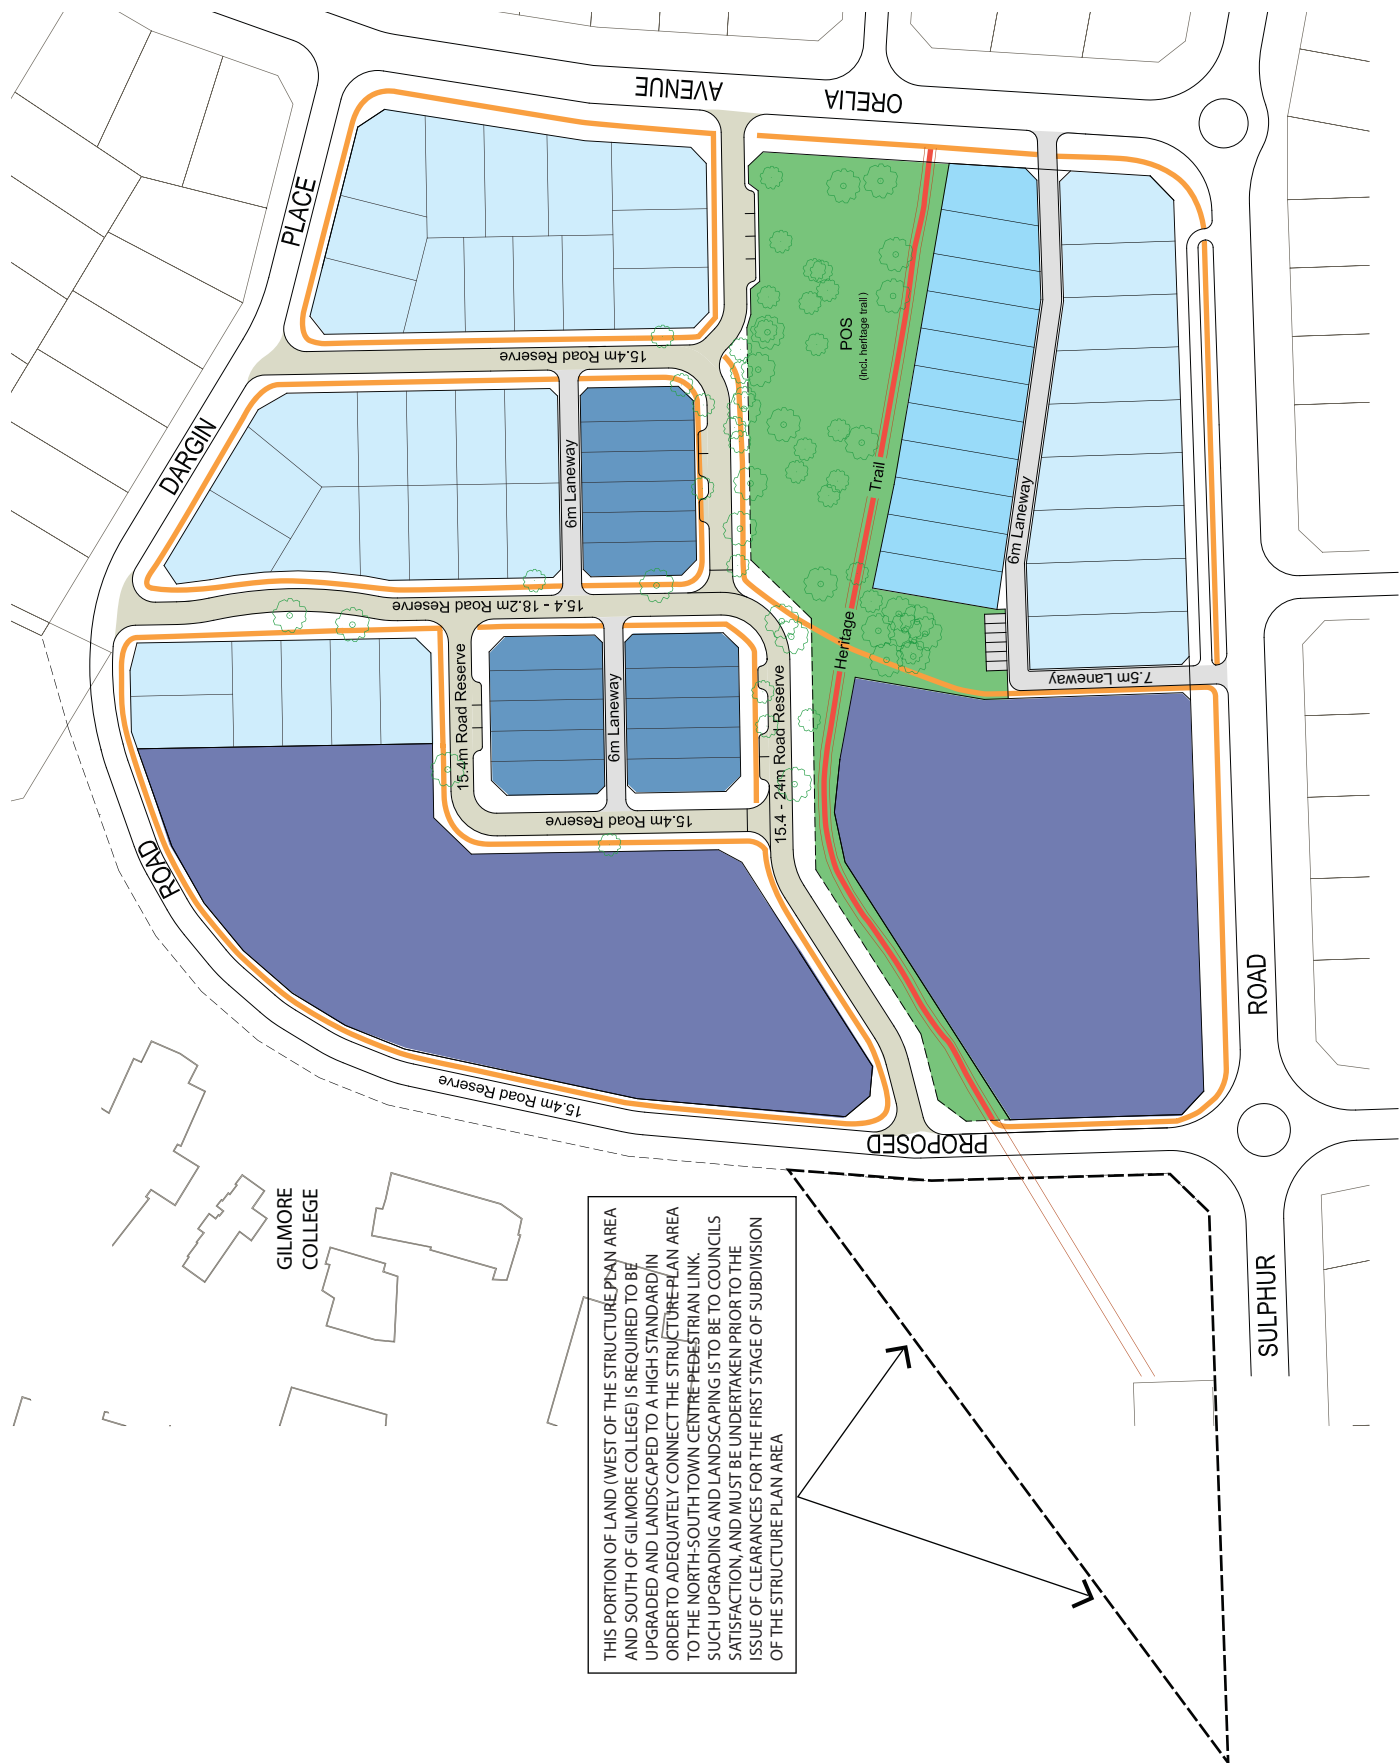 AVENUE
ORELIA
PLACE
DARGIN
15.4m Road Reserve
6m Laneway
POS
(Incl. heritage trail)
Heritage
Trail
6m Laneway
7.5m Laneway
15.4 - 18.2m Road Reserve
15.4m Road Reserve
6m Laneway
15.4m Road Reserve
15.4 - 24m Road Reserve
ROAD
15.4m Road Reserve
PROPOSED
ROAD
SULPHUR
GILMORE
COLLEGE
THIS PORTION OF LAND (WEST OF THE STRUCTURE PLAN AREA
AND SOUTH OF GILMORE COLLEGE) IS REQUIRED TO BE
UPGRADED AND LANDSCAPED TO A HIGH STANDARD IN
ORDER TO ADEQUATELY CONNECT THE STRUCTURE PLAN AREA
TO THE NORTH-SOUTH TOWN CENTRE PEDESTRIAN LINK.
SUCH UPGRADING AND LANDSCAPING IS TO BE TO COUNCILS
SATISFACTION, AND MUST BE UNDERTAKEN PRIOR TO THE
ISSUE OF CLEARANCES FOR THE FIRST STAGE OF SUBDIVISION
OF THE STRUCTURE PLAN AREA